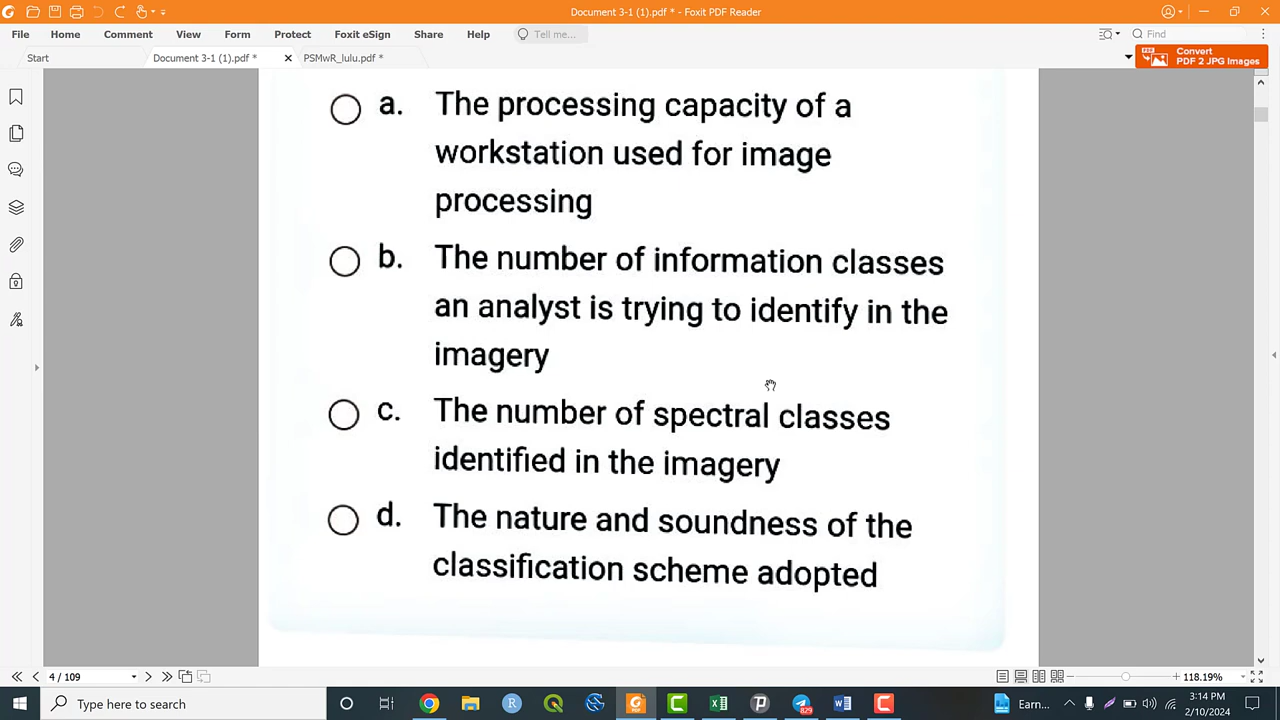 Document 3-1 (1).pdf * - Foxit PDF Reader
File Home Comment View Form Protect Foxit eSign Share Help Tell me... Find
Start Document 3-1 (1).pdf * PSMwR_lulu.pdf * Convert
PDF 2 JPG Images
a. The processing capacity of a
workstation used for image
processing
b. The number of information classes
an analyst is trying to identify in the
imagery
c. The number of spectral classes
identified in the imagery
d. The nature and soundness of the
classification scheme adopted
4 / 109 118.19%
Type here to search 829 Earn... 3:14 PM
2/10/2024